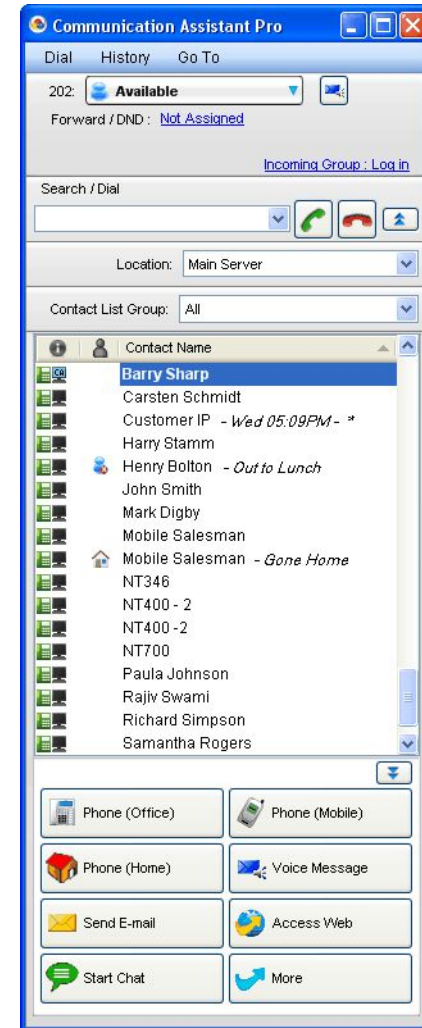 Communication Assistant Pro
Dial History Go To
202: Available
Forward / DND : Not Assigned
Incoming Group : Log in
Search / Dial
Location: Main Server
Contact List Group: All
Contact Name
CA Barry Sharp
Carsten Schmidt
Customer IP - Wed 05:09PM - *
Harry Stamm
Henry Bolton - Out to Lunch
John Smith
Mark Digby
Mobile Salesman
Mobile Salesman - Gone Home
NT346
NT400 - 2
NT400 -2
NT700
Paula Johnson
Rajiv Swami
Richard Simpson
Samantha Rogers
Phone (Office) Phone (Mobile)
Phone (Home) Voice Message
Send E-mail Access Web
Start Chat More